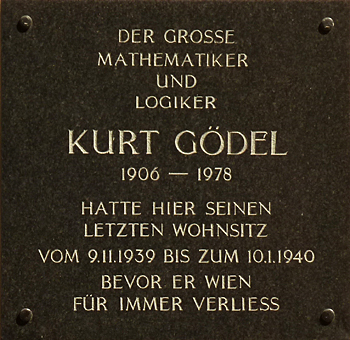 DER GROSSE
MATHEMATIKER
UND
LOGIKER
KURT GÖDEL
1906 — 1978
HATTE HIER SEINEN
LETZTEN WOHNSITZ
VOM 9.11.1939 BIS ZUM 10.1.1940
BEVOR ER WIEN
FÜR IMMER VERLIESS